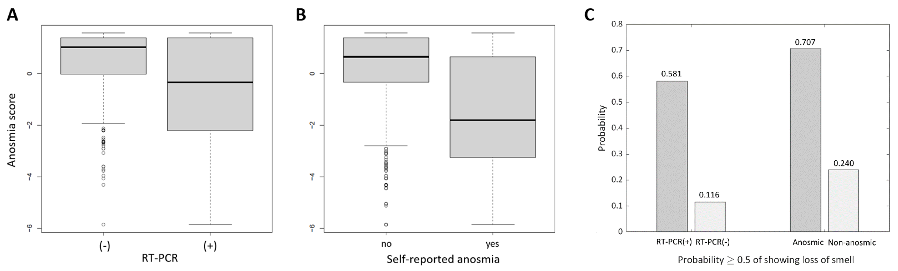 A
B
C
Anosmia score
0
-2
-4
-6
(-)
(+)
RT-PCR
0
-2
-4
-6
no
yes
Self-reported anosmia
Probability
0.8
0.7
0.6
0.5
0.4
0.3
0.2
0.1
0
0.581
0.116
0.707
0.240
RT-PCR(+) RT-PCR(-)
Anosmic Non-anosmic
Probability ≥ 0.5 of showing loss of smell